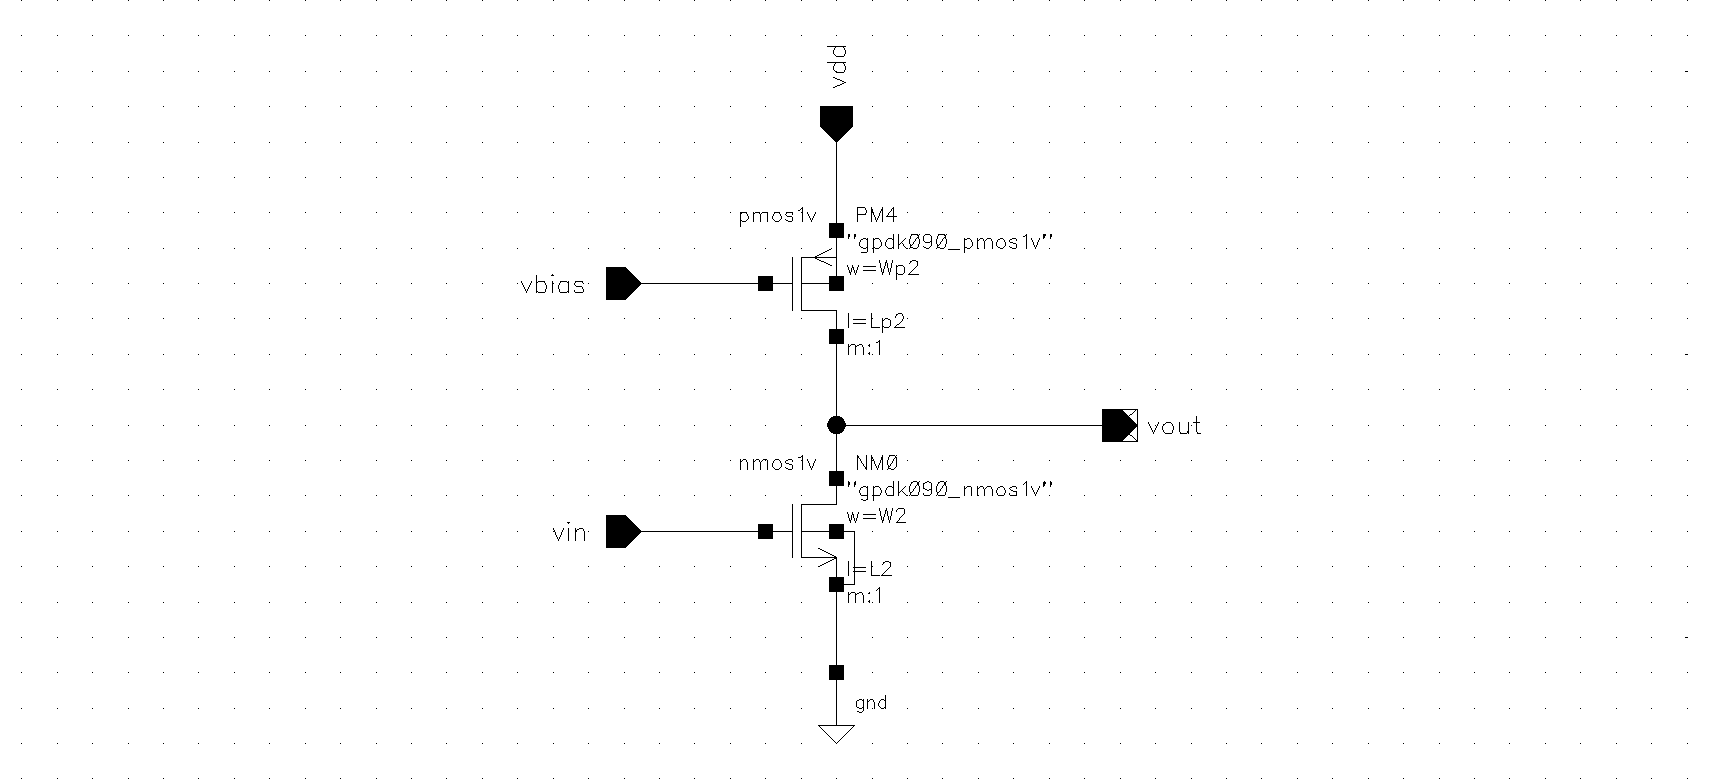 vdd
pmos1v PM4
"gpdk090_pmos1v"
w=Wp2
vbias
l=Lp2
m:1
vout
nmos1v NM0
"gpdk090_nmos1v"
w=W2
vin
l=L2
m:1
gnd